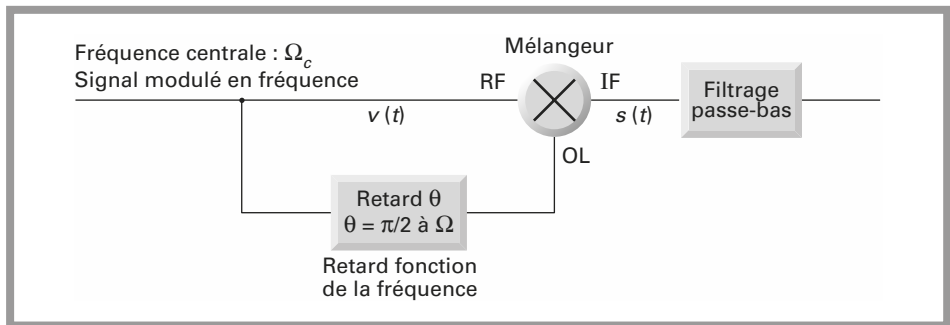 Fréquence centrale : Ω_c
Signal modulé en fréquence
Mélangeur
RF
IF
v (t)
s (t)
Filtrage
passe-bas
OL
Retard θ
θ = π/2 à Ω
Retard fonction
de la fréquence